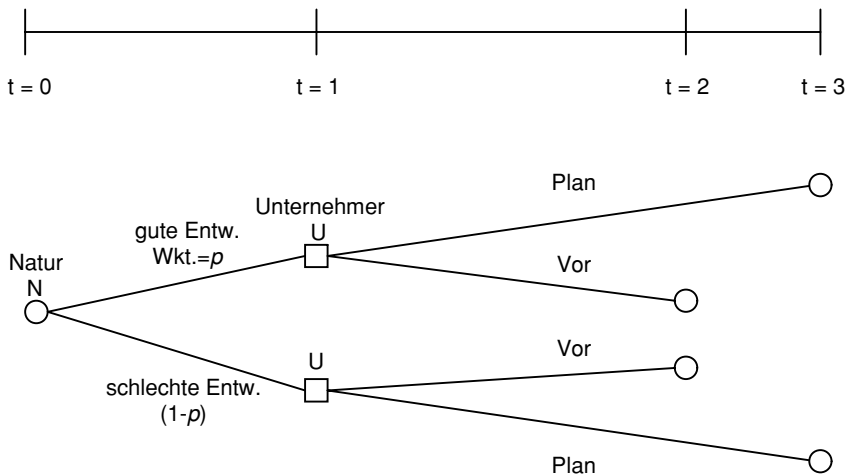 t = 0
t = 1
t = 2
t = 3
Plan
Unternehmer
U
gute Entw.
Wkt.=p
Vor
Natur
N
U
Vor
schlechte Entw.
(1-p)
Plan